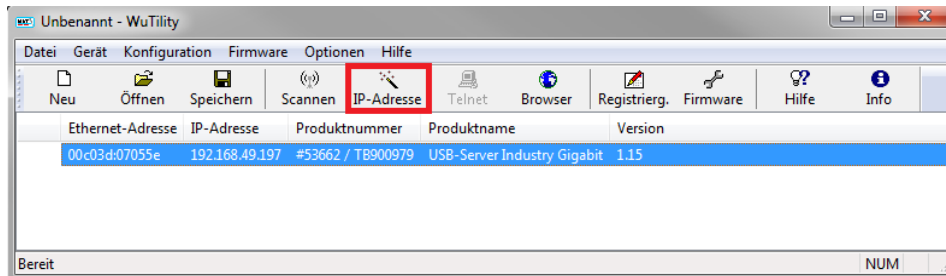 Unbenannt - WuTility
Datei Gerät Konfiguration Firmware Optionen Hilfe
Neu Öffnen Speichern Scannen IP-Adresse Telnet Browser Registrierg. Firmware Hilfe Info
Ethernet-Adresse IP-Adresse Produktnummer Produktname Version
00c03d:07055e 192.168.49.197 #53662 / TB900979 USB-Server Industry Gigabit 1.15
Bereit NUM